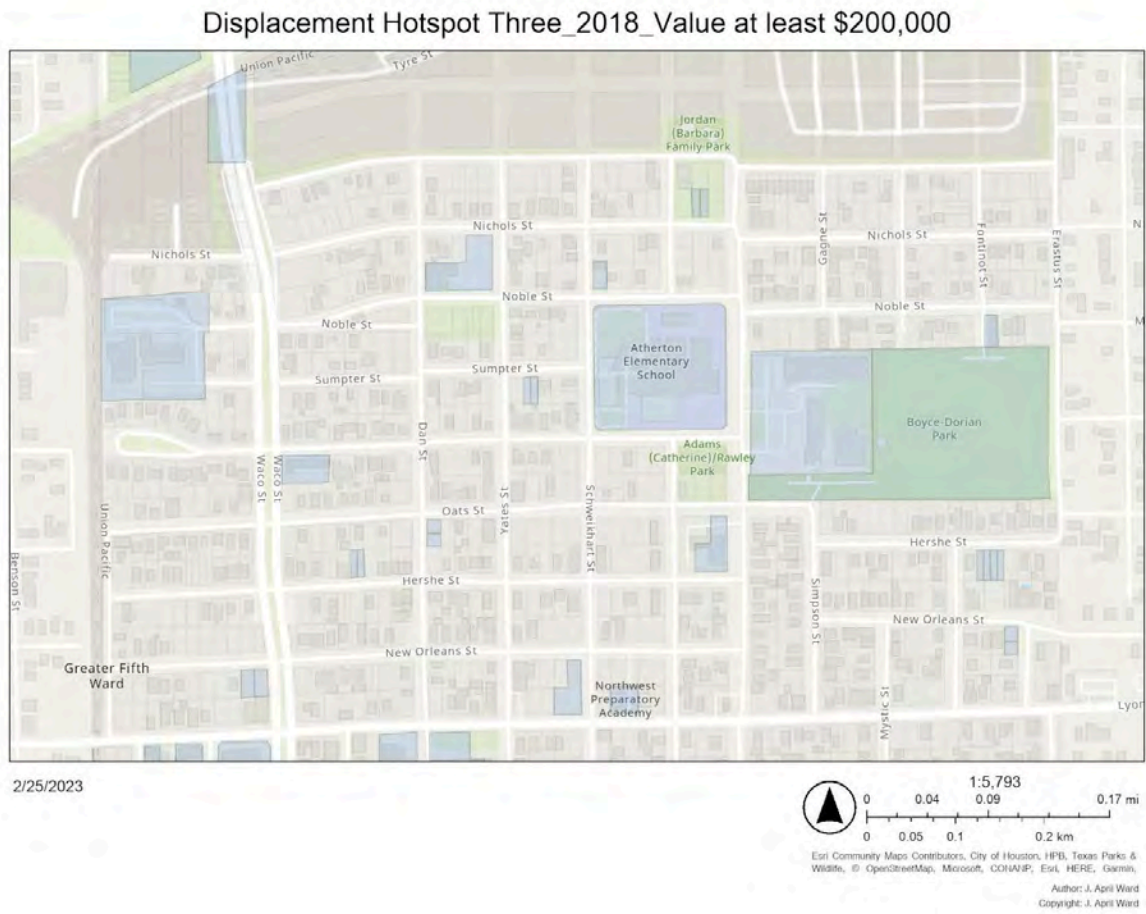 Displacement Hotspot Three_2018_Value at least $200,000
Union Pacific
Tyre St
Jordan
(Barbara)
Family Park
Nichols St
Nichols St
Nichols St
Gagne St
Fontinot St
Erastus St
N
Noble St
Noble St
Noble St
M
Atherton
Elementary
School
Sumpter St
Sumpter St
Boyce-Dorian
Park
Dan St
Adams
(Catherine)/Rawley
Park
Waco St
Waco St
Yates St
Schweikhart St
Union Pacific
Oats St
Benson St
Hershe St
Hershe St
Simpson St
New Orleans St
New Orleans St
Greater Fifth
Ward
Northwest
Preparatory
Academy
Mystic St
Lyon
2/25/2023
1:5,793
0 0.04 0.09 0.17 mi
0 0.05 0.1 0.2 km
Esri Community Maps Contributors, City of Houston, HPB, Texas Parks &
Wildlife, © OpenStreetMap, Microsoft, CONANP, Esri, HERE, Garmin,
Author: J. April Ward
Copyright: J. April Ward